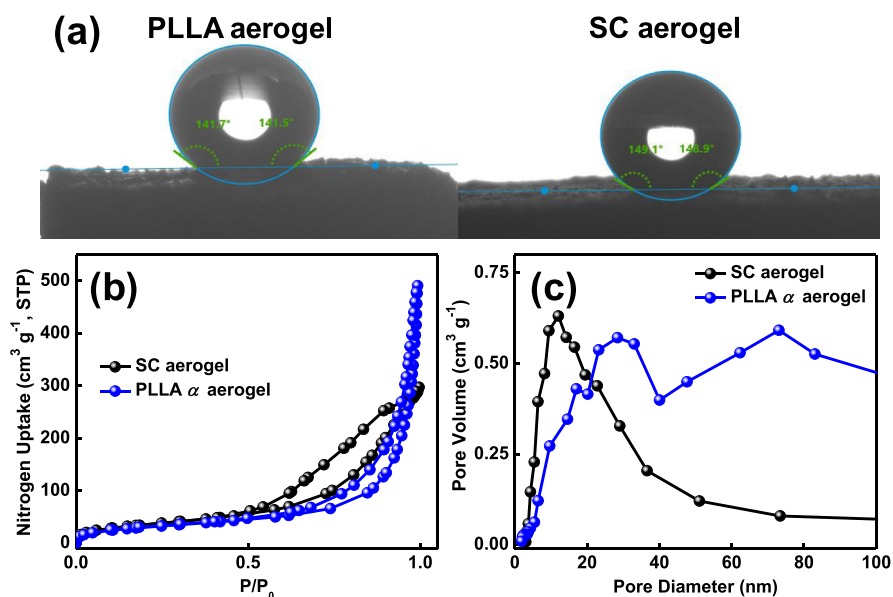 (a)
PLLA aerogel
SC aerogel
141.7° 141.5°
149.1° 148.9°
(b)
Nitrogen Uptake (cm³ g⁻¹, STP)
500
400
300
200
100
0
SC aerogel
PLLA α aerogel
0.0 0.5 1.0
P/P₀
(c)
Pore Volume (cm³ g⁻¹)
0.75
0.50
0.25
0.00
SC aerogel
PLLA α aerogel
0 20 40 60 80 100
Pore Diameter (nm)